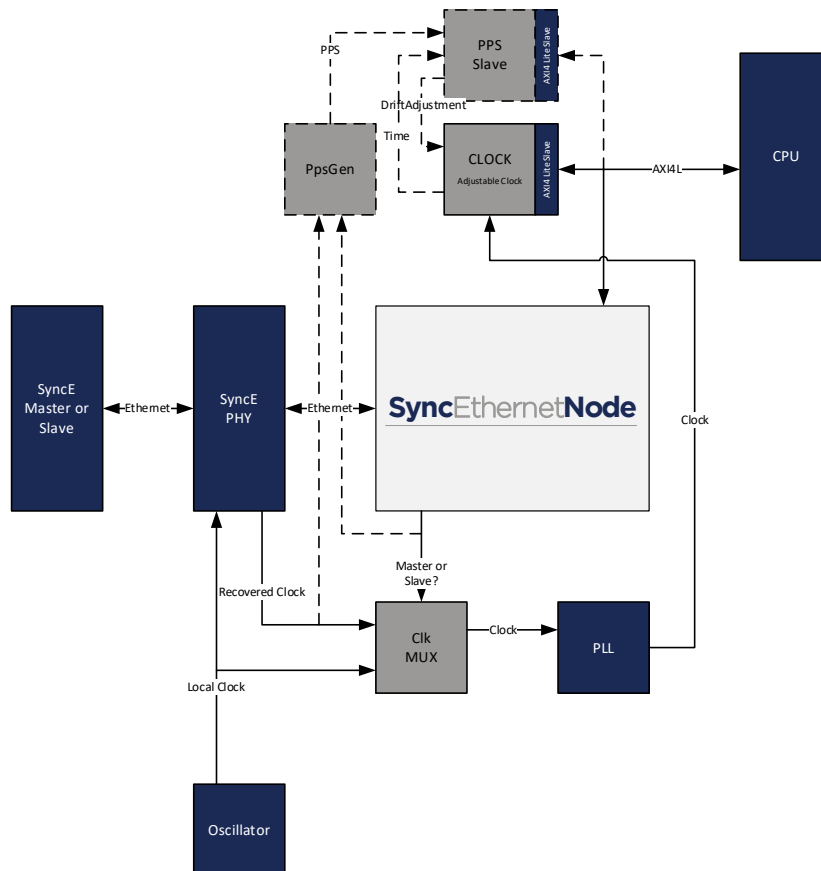 PPS
PPS
Slave
AXI4 Lite Slave
DriftAdjustment
Time
PpsGen
CLOCK
Adjustable Clock
AXI4 Lite Slave
AXI4L
CPU
SyncE
Master or
Slave
Ethernet
SyncE
PHY
Ethernet
SyncEthernetNode
Clock
Master or
Slave?
Recovered Clock
Clk
MUX
Clock
PLL
Local Clock
Oscillator